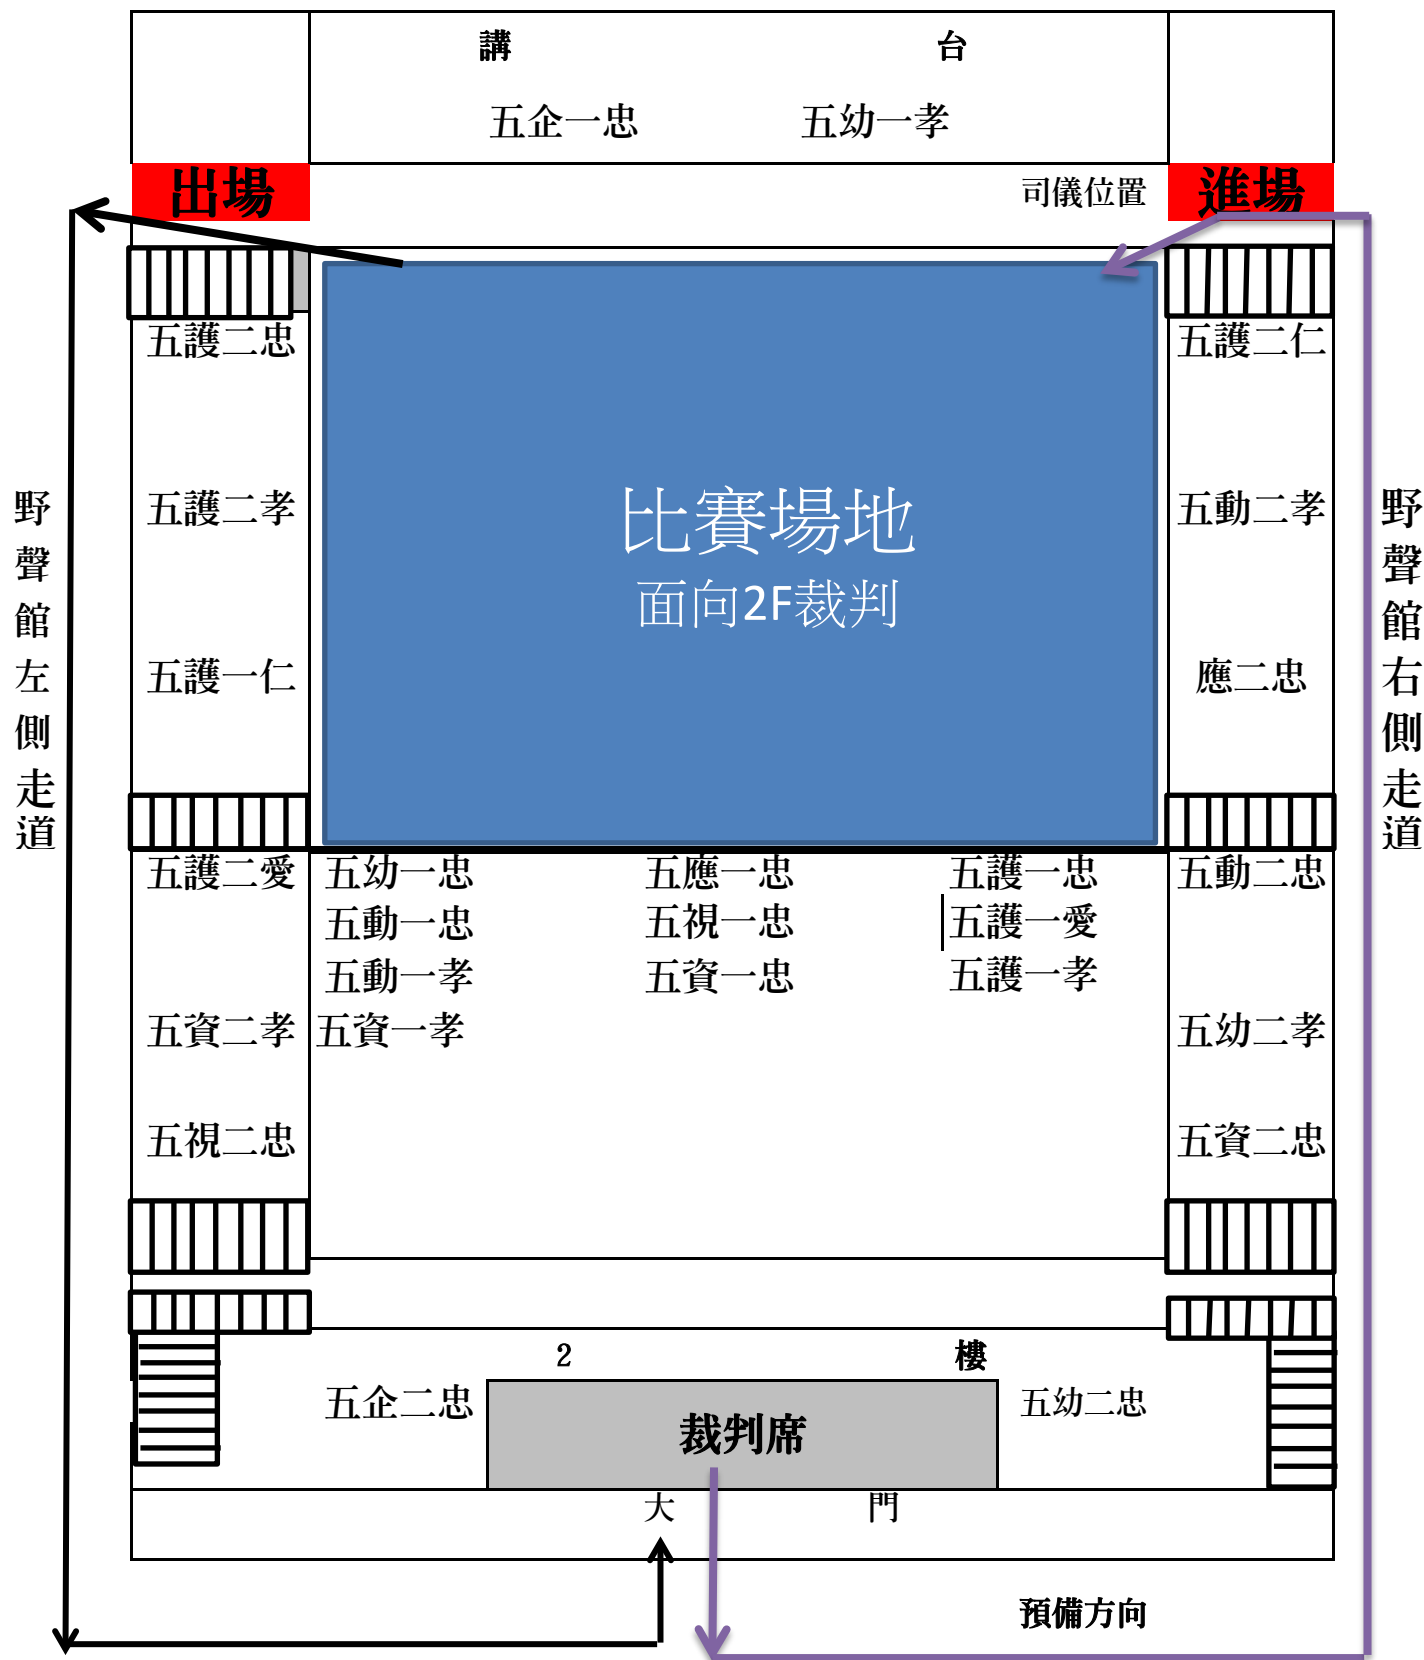 講 台
五企一忠 五幼一孝
出場 司儀位置 進場
五護二忠 五護二仁
比賽場地
面向2F裁判
五護二孝 五動二孝
五護一仁 應二忠
野聲館左側走道
野聲館右側走道
五護二愛 五幼一忠 五應一忠 五護一忠 五動二忠
五動一忠 五視一忠 五護一愛
五動一孝 五資一忠 五護一孝
五資二孝 五資一孝 五幼二孝
五視二忠 五資二忠
2 樓
五企二忠 裁判席 五幼二忠
大 門
預備方向